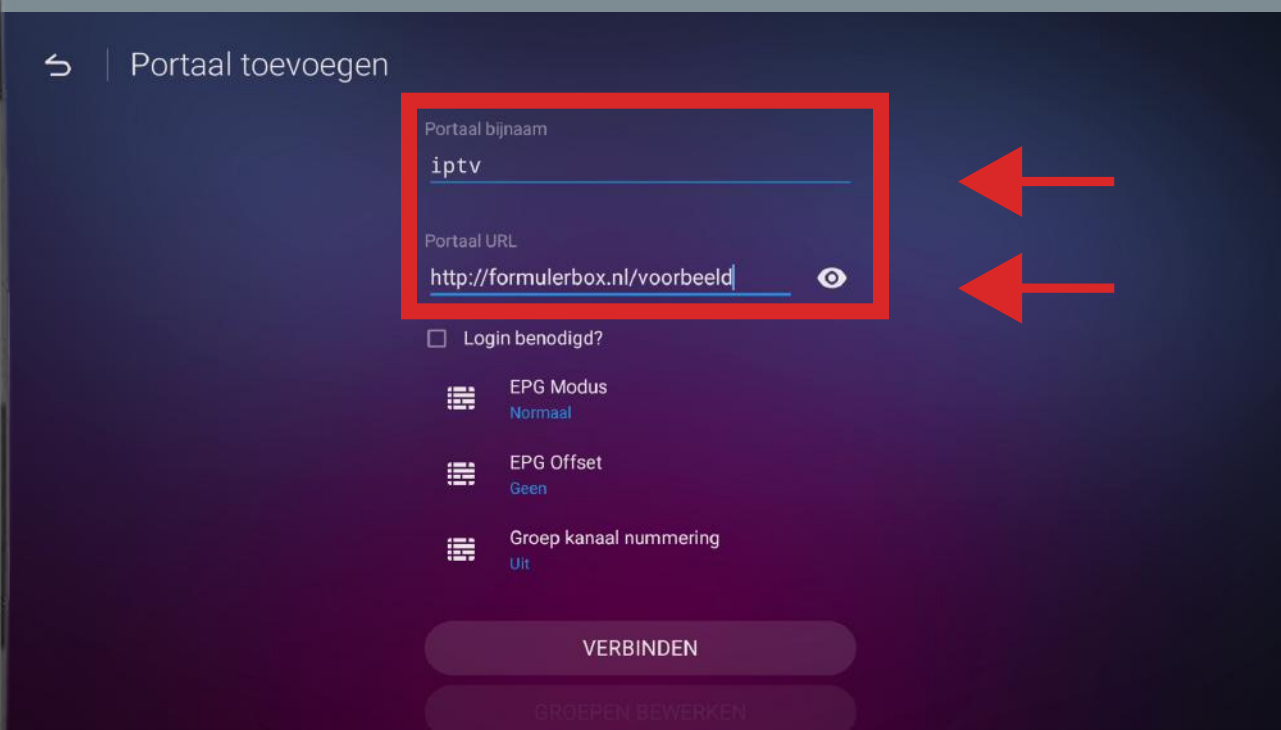 Portaal toevoegen
Portaal bijnaam
iptv
Portaal URL
http://formulerbox.nl/voorbeeld
Login benodigd?
EPG Modus
Normaal
EPG Offset
Geen
Groep kanaal nummering
Uit
VERBINDEN
GROEPEN BEWERKEN